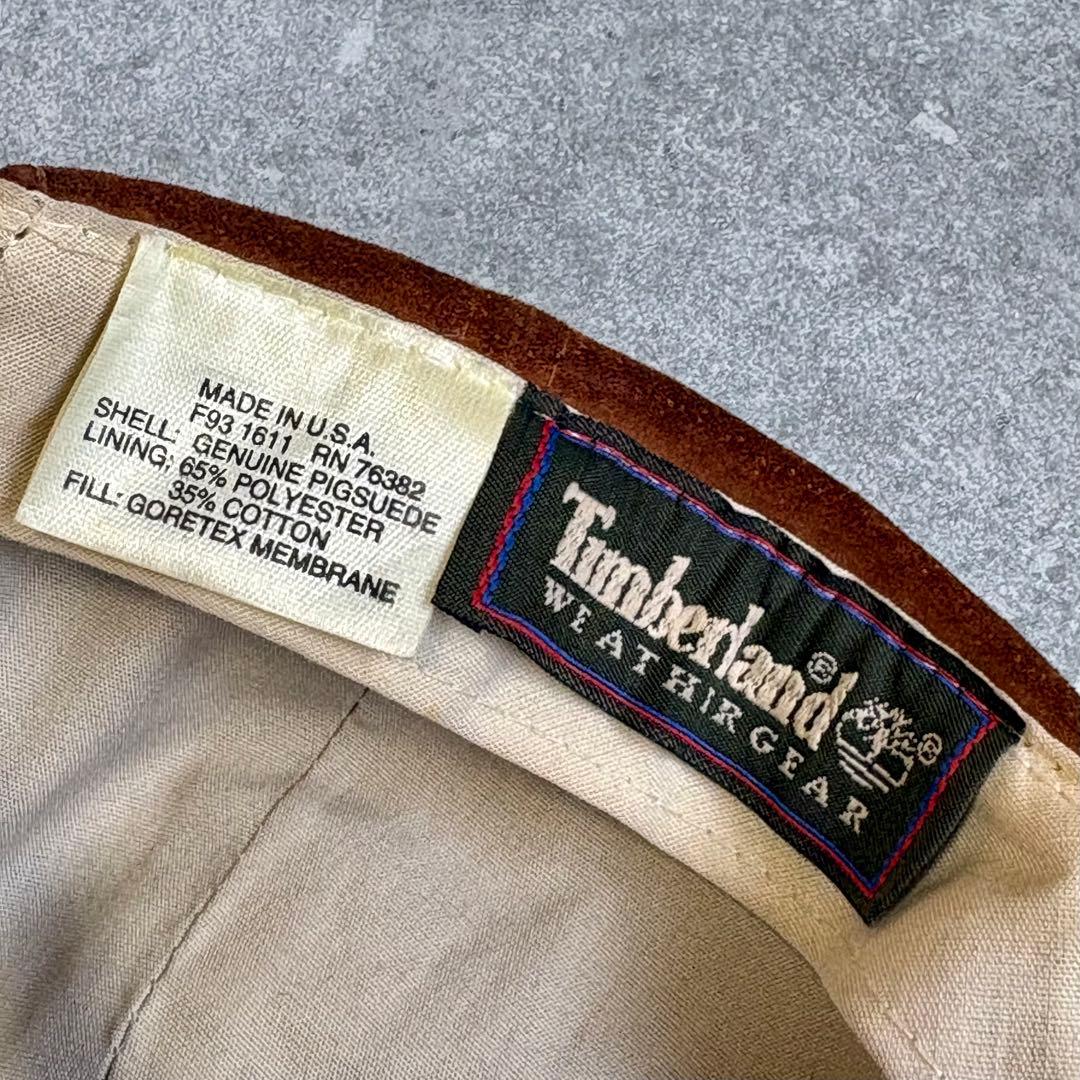 MADE IN U.S.A.
F93 1611 RN 76382
SHELL: GENUINE PIGSUEDE
LINING: 65% POLYESTER
35% COTTON
FILL: GORETEX MEMBRANE
Timberland®
®
WEATHERGEAR